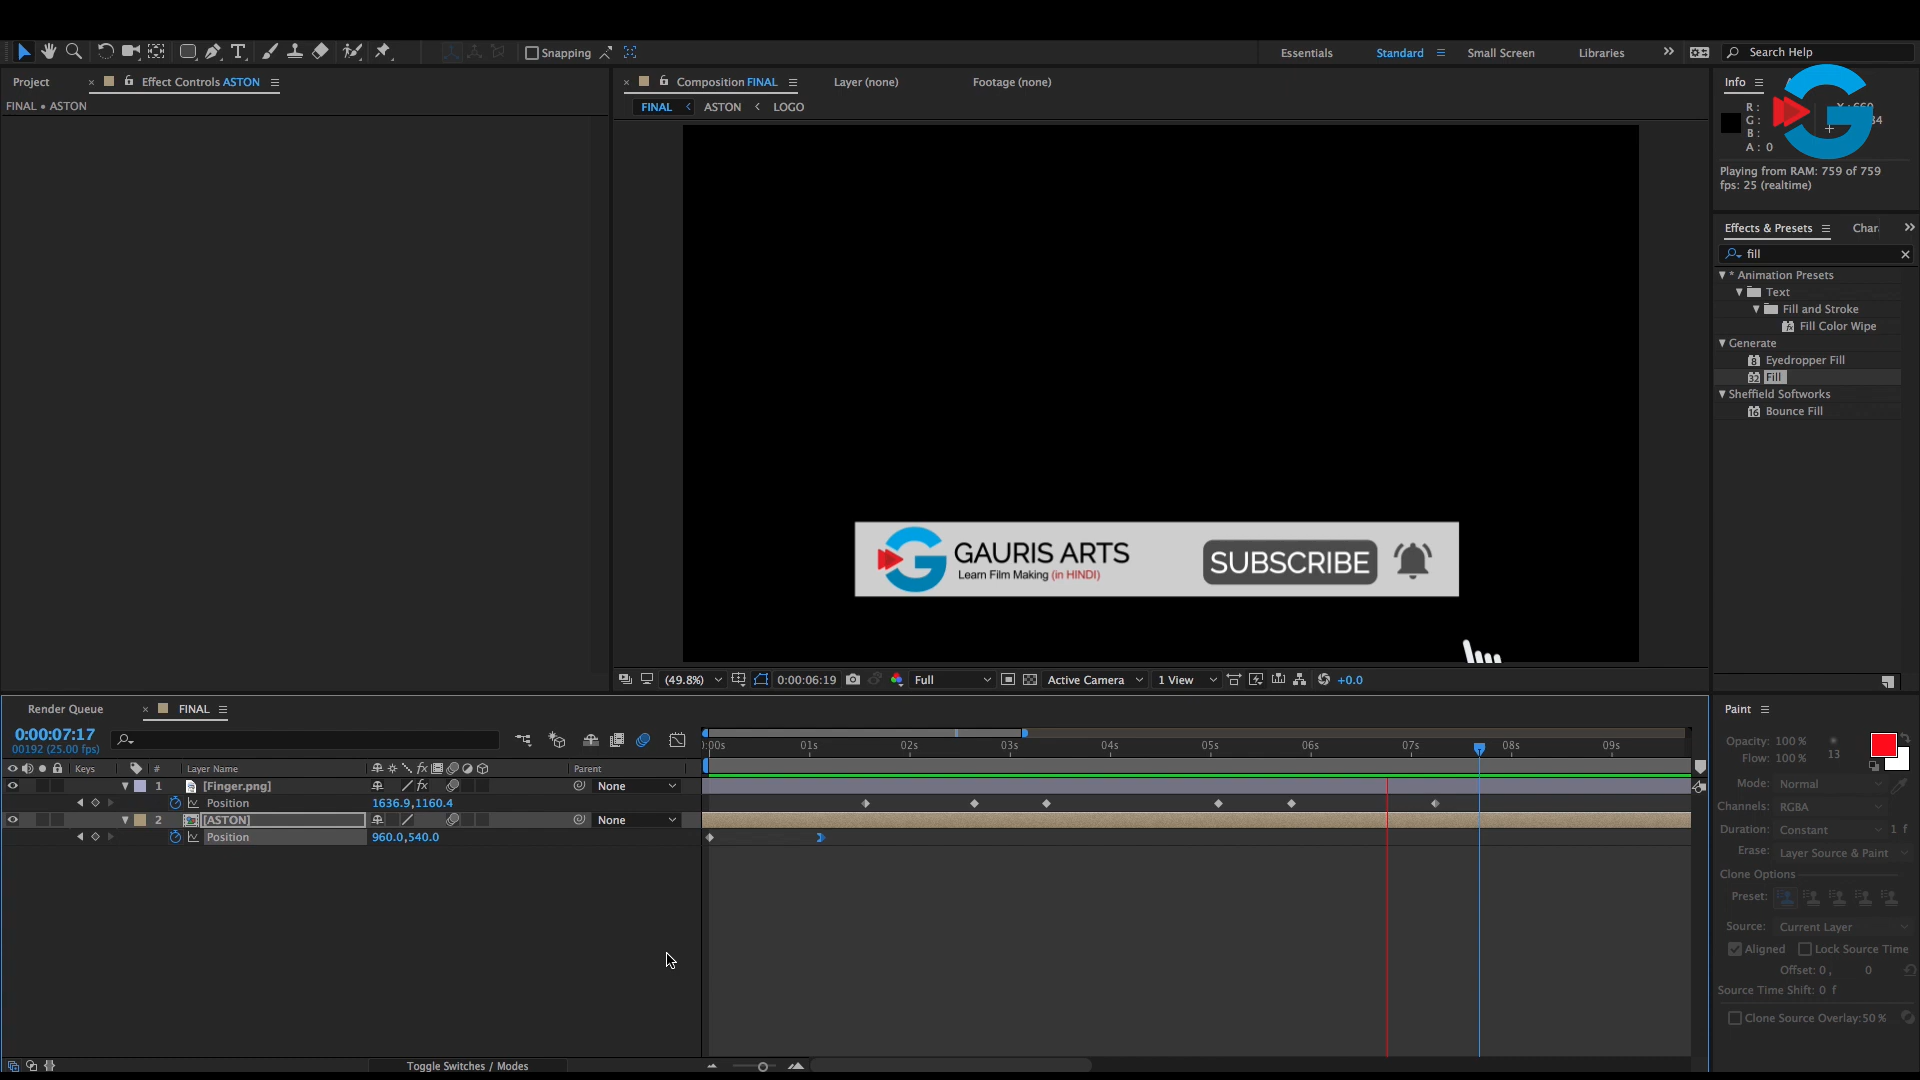 Snapping
Essentials
Standard
Small Screen
Libraries
Search Help
Project
Effect Controls ASTON
Composition FINAL
Layer (none)
Footage (none)
Info
FINAL • ASTON
FINAL
ASTON
LOGO
R :
G :
B :
A : 0
Playing from RAM: 759 of 759
fps: 25 (realtime)
Effects & Presets
Char
fill
* Animation Presets
Text
Fill and Stroke
Fill Color Wipe
Generate
Eyedropper Fill
Fill
Sheffield Softworks
Bounce Fill
GAURIS ARTS
Learn Film Making (in HINDI)
SUBSCRIBE
(49.8%)
0:00:06:19
Full
Active Camera
1 View
+0.0
Render Queue
FINAL
Paint
0:00:07:17
00192 (25.00 fps)
:00s 01s 02s 03s 04s 05s 06s 07s 08s 09s
Keys
#
Layer Name
Parent
1 [Finger.png] None
Position 1636.9,1160.4
2 [ASTON] None
Position 960.0,540.0
Opacity: 100 %
Flow: 100 %
13
Mode: Normal
Channels: RGBA
Duration: Constant 1 f
Erase: Layer Source & Paint
Clone Options
Preset:
Source: Current Layer
Aligned Lock Source Time
Offset: 0 , 0
Source Time Shift: 0 f
Clone Source Overlay: 50 %
Toggle Switches / Modes